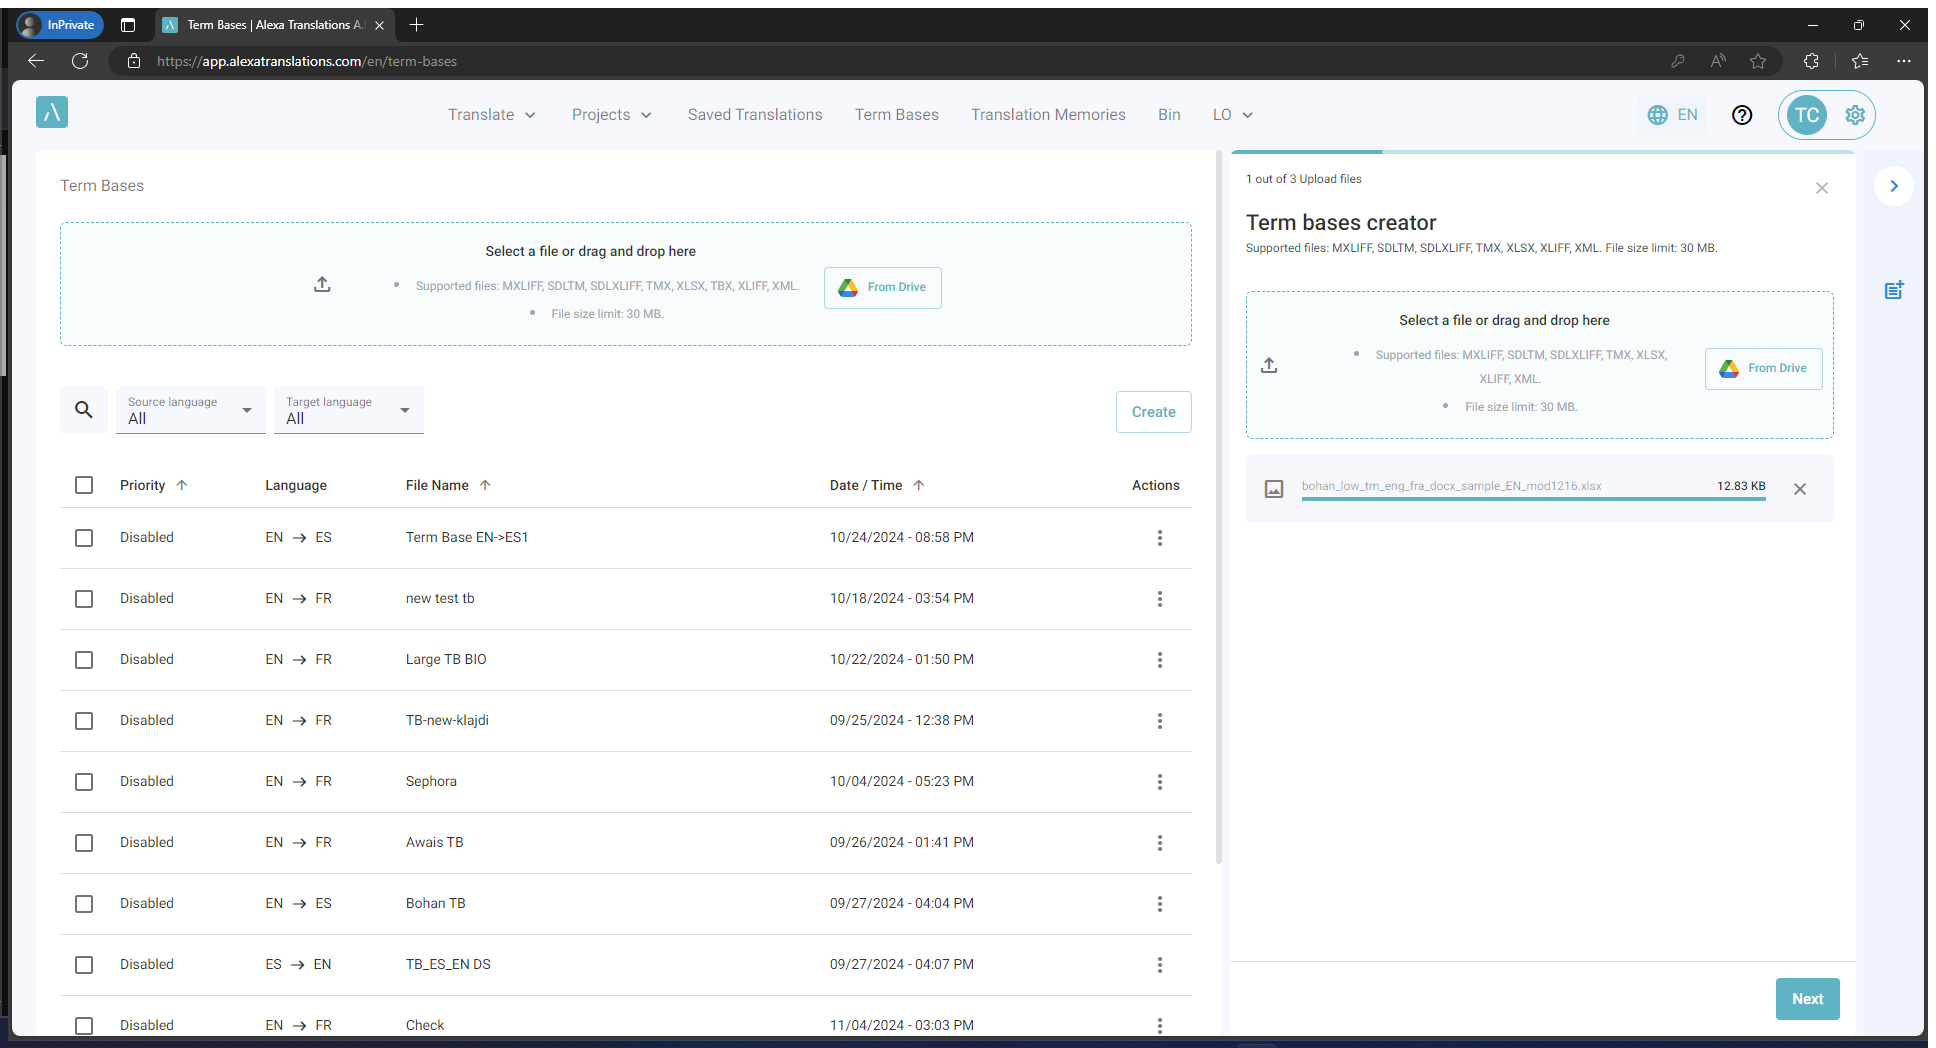 InPrivate
Term Bases | Alexa Translations A.
https://app.alexatranslations.com/en/term-bases
Translate
Projects
Saved Translations
Term Bases
Translation Memories
Bin
LO
EN
TC
Term Bases
Select a file or drag and drop here
Supported files: MXLIFF, SDLTM, SDLXLIFF, TMX, XLSX, TBX, XLIFF, XML.
File size limit: 30 MB.
From Drive
Source language
All
Target language
All
Create
Priority Language File Name Date / Time Actions
Disabled EN → ES Term Base EN->ES1 10/24/2024 - 08:58 PM
Disabled EN → FR new test tb 10/18/2024 - 03:54 PM
Disabled EN → FR Large TB BIO 10/22/2024 - 01:50 PM
Disabled EN → FR TB-new-klajdi 09/25/2024 - 12:38 PM
Disabled EN → FR Sephora 10/04/2024 - 05:23 PM
Disabled EN → FR Awais TB 09/26/2024 - 01:41 PM
Disabled EN → ES Bohan TB 09/27/2024 - 04:04 PM
Disabled ES → EN TB_ES_EN DS 09/27/2024 - 04:07 PM
Disabled EN → FR Check 11/04/2024 - 03:03 PM
1 out of 3 Upload files
Term bases creator
Supported files: MXLIFF, SDLTM, SDLXLIFF, TMX, XLSX, XLIFF, XML. File size limit: 30 MB.
Select a file or drag and drop here
Supported files: MXLIFF, SDLTM, SDLXLIFF, TMX, XLSX,
XLIFF, XML.
File size limit: 30 MB.
From Drive
bohan_low_tm_eng_fra_docx_sample_EN_mod1216.xlsx 12.83 KB
Next